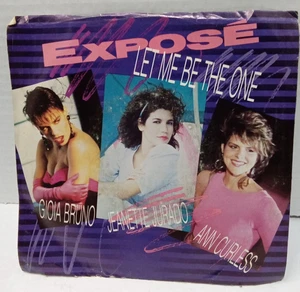 EXPOSÉ
LET ME BE THE ONE
GIOIA BRUNO
JEANETTE JURADO
ANN CURLESS